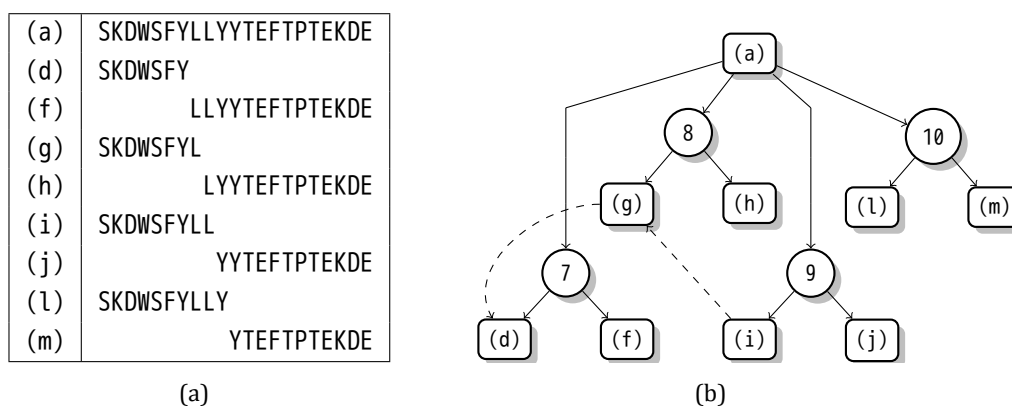 (a) SKDWSFYLLYYTEFTPTEKDE
(d) SKDWSFY
(f) LLYYTEFTPTEKDE
(g) SKDWSFYL
(h) LYYTEFTPTEKDE
(i) SKDWSFYLL
(j) YYTEFTPTEKDE
(l) SKDWSFYLLY
(m) YTEFTPTEKDE
(a)
(a)
8
10
(g) (h) (l) (m)
7
9
(d) (f) (i) (j)
(b)